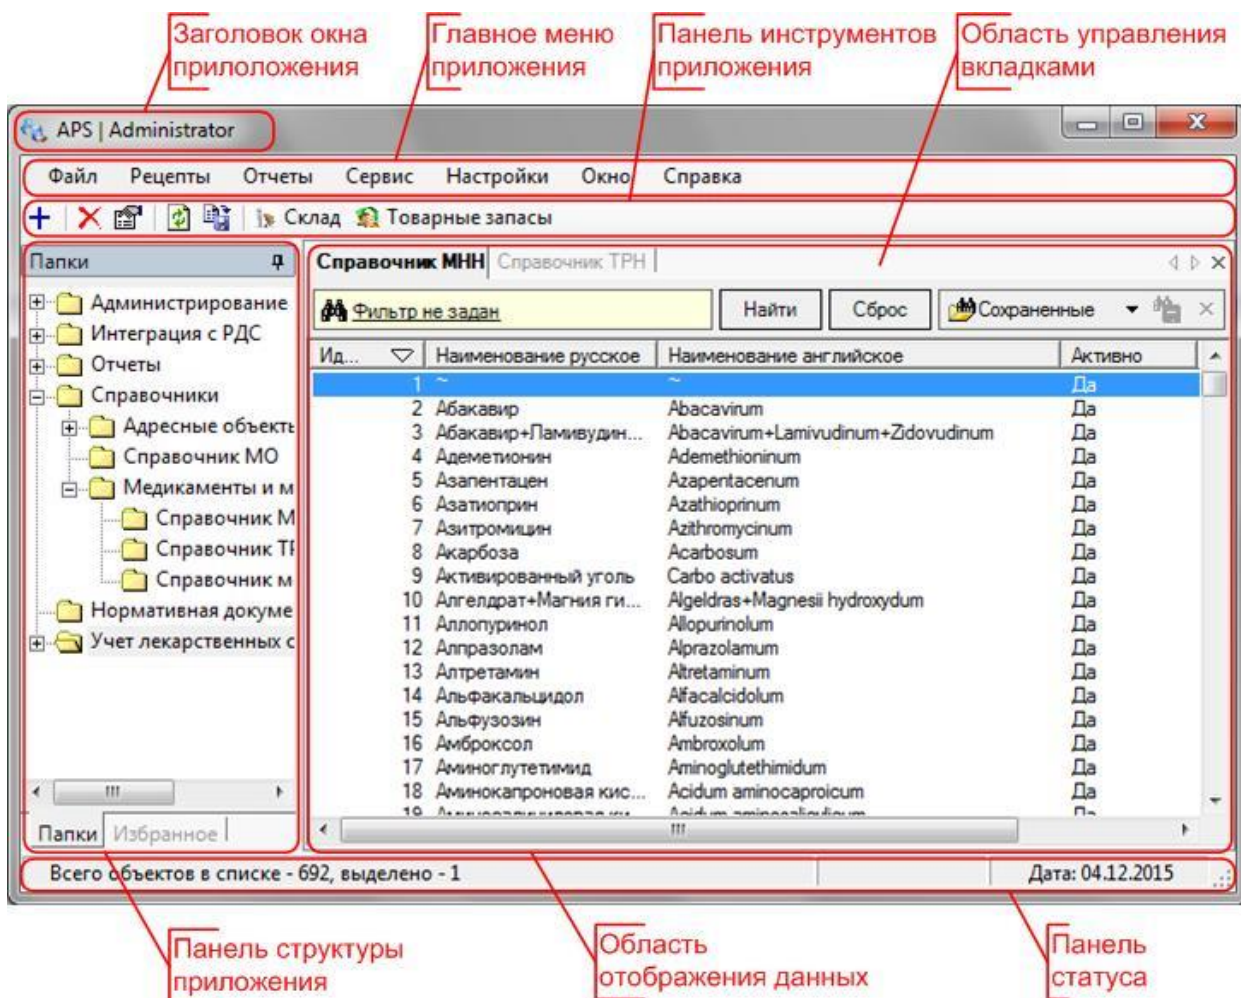 Заголовок окна
прилоложения
Главное меню
приложения
Панель инструментов
приложения
Область управления
вкладками
APS | Administrator
Файл Рецепты Отчеты Сервис Настройки Окно Справка
Склад Товарные запасы
Папки
Администрирование
Интеграция с РДС
Отчеты
Справочники
Адресные объекть
Справочник МО
Медикаменты и м
Справочник М
Справочник ТР
Справочник м
Нормативная докуме
Учет лекарственных с
Папки Избранное
Справочник МНН Справочник ТРН
Фильтр не задан Найти Сброс Сохраненные
Ид... Наименование русское Наименование английское Активно
1 ~ ~ Да
2 Абакавир Abacavirum Да
3 Абакавир+Ламивудин... Abacavirum+Lamivudinum+Zidovudinum Да
4 Адеметионин Ademethioninum Да
5 Азапентацен Azapentacenum Да
6 Азатиоприн Azathioprinum Да
7 Азитромицин Azithromycinum Да
8 Акарбоза Acarbosum Да
9 Активированный уголь Carbo activatus Да
10 Алгелдрат+Магния ги... Algeldras+Magnesii hydroxydum Да
11 Аллопуринол Allopurinolum Да
12 Алпразолам Alprazolamum Да
13 Алтретамин Altretaminum Да
14 Альфакальцидол Alfacalcidolum Да
15 Альфузозин Alfuzosinum Да
16 Амброксол Ambroxolum Да
17 Аминоглутетимид Aminoglutethimidum Да
18 Аминокапроновая кис... Acidum aminocaproicum Да
19 Аминосалициловая ки... Acidum aminosalicylicum Да
Всего объектов в списке - 692, выделено - 1 Дата: 04.12.2015
Панель структуры
приложения
Область
отображения данных
Панель
статуса